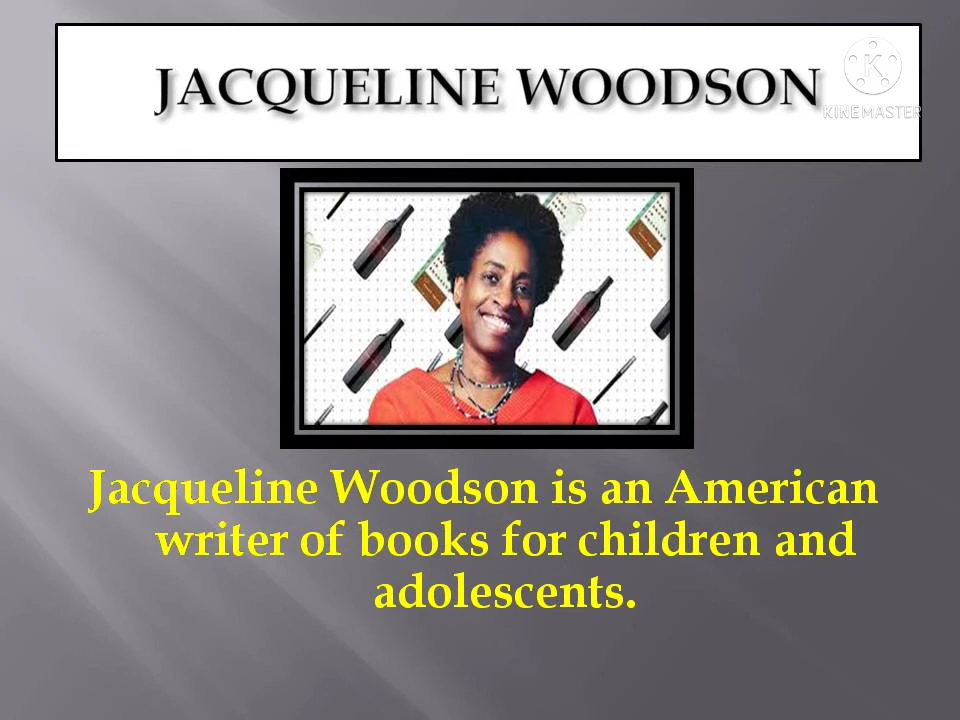 JACQUELINE WOODSON
K
KINEMASTER
Jacqueline Woodson is an American
writer of books for children and
adolescents.